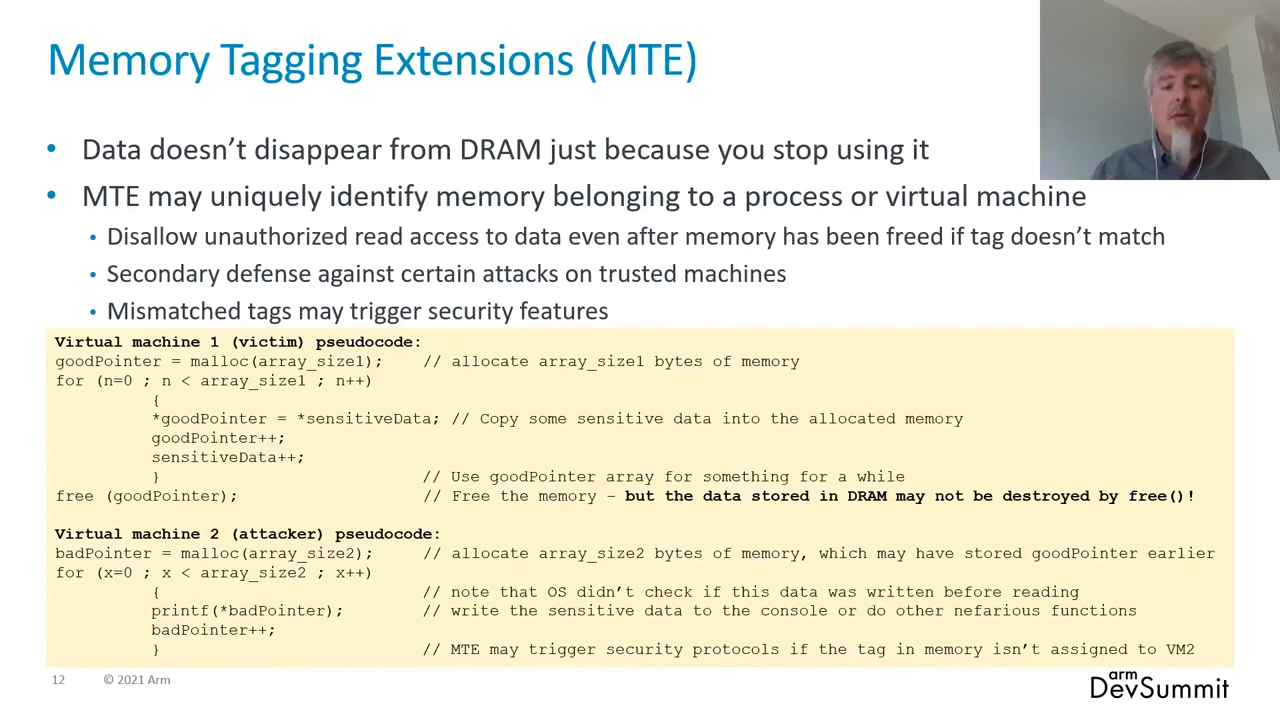 Memory Tagging Extensions (MTE)
• Data doesn’t disappear from DRAM just because you stop using it
• MTE may uniquely identify memory belonging to a process or virtual machine
• Disallow unauthorized read access to data even after memory has been freed if tag doesn’t match
• Secondary defense against certain attacks on trusted machines
• Mismatched tags may trigger security features
Virtual machine 1 (victim) pseudocode:
goodPointer = malloc(array_size1); // allocate array_size1 bytes of memory
for (n=0 ; n < array_size1 ; n++)
{
*goodPointer = *sensitiveData; // Copy some sensitive data into the allocated memory
goodPointer++;
sensitiveData++;
} // Use goodPointer array for something for a while
free (goodPointer); // Free the memory – but the data stored in DRAM may not be destroyed by free()!
Virtual machine 2 (attacker) pseudocode:
badPointer = malloc(array_size2); // allocate array_size2 bytes of memory, which may have stored goodPointer earlier
for (x=0 ; x < array_size2 ; x++)
{ // note that OS didn’t check if this data was written before reading
printf(*badPointer); // write the sensitive data to the console or do other nefarious functions
badPointer++;
} // MTE may trigger security protocols if the tag in memory isn’t assigned to VM2
12 © 2021 Arm
arm
DevSummit